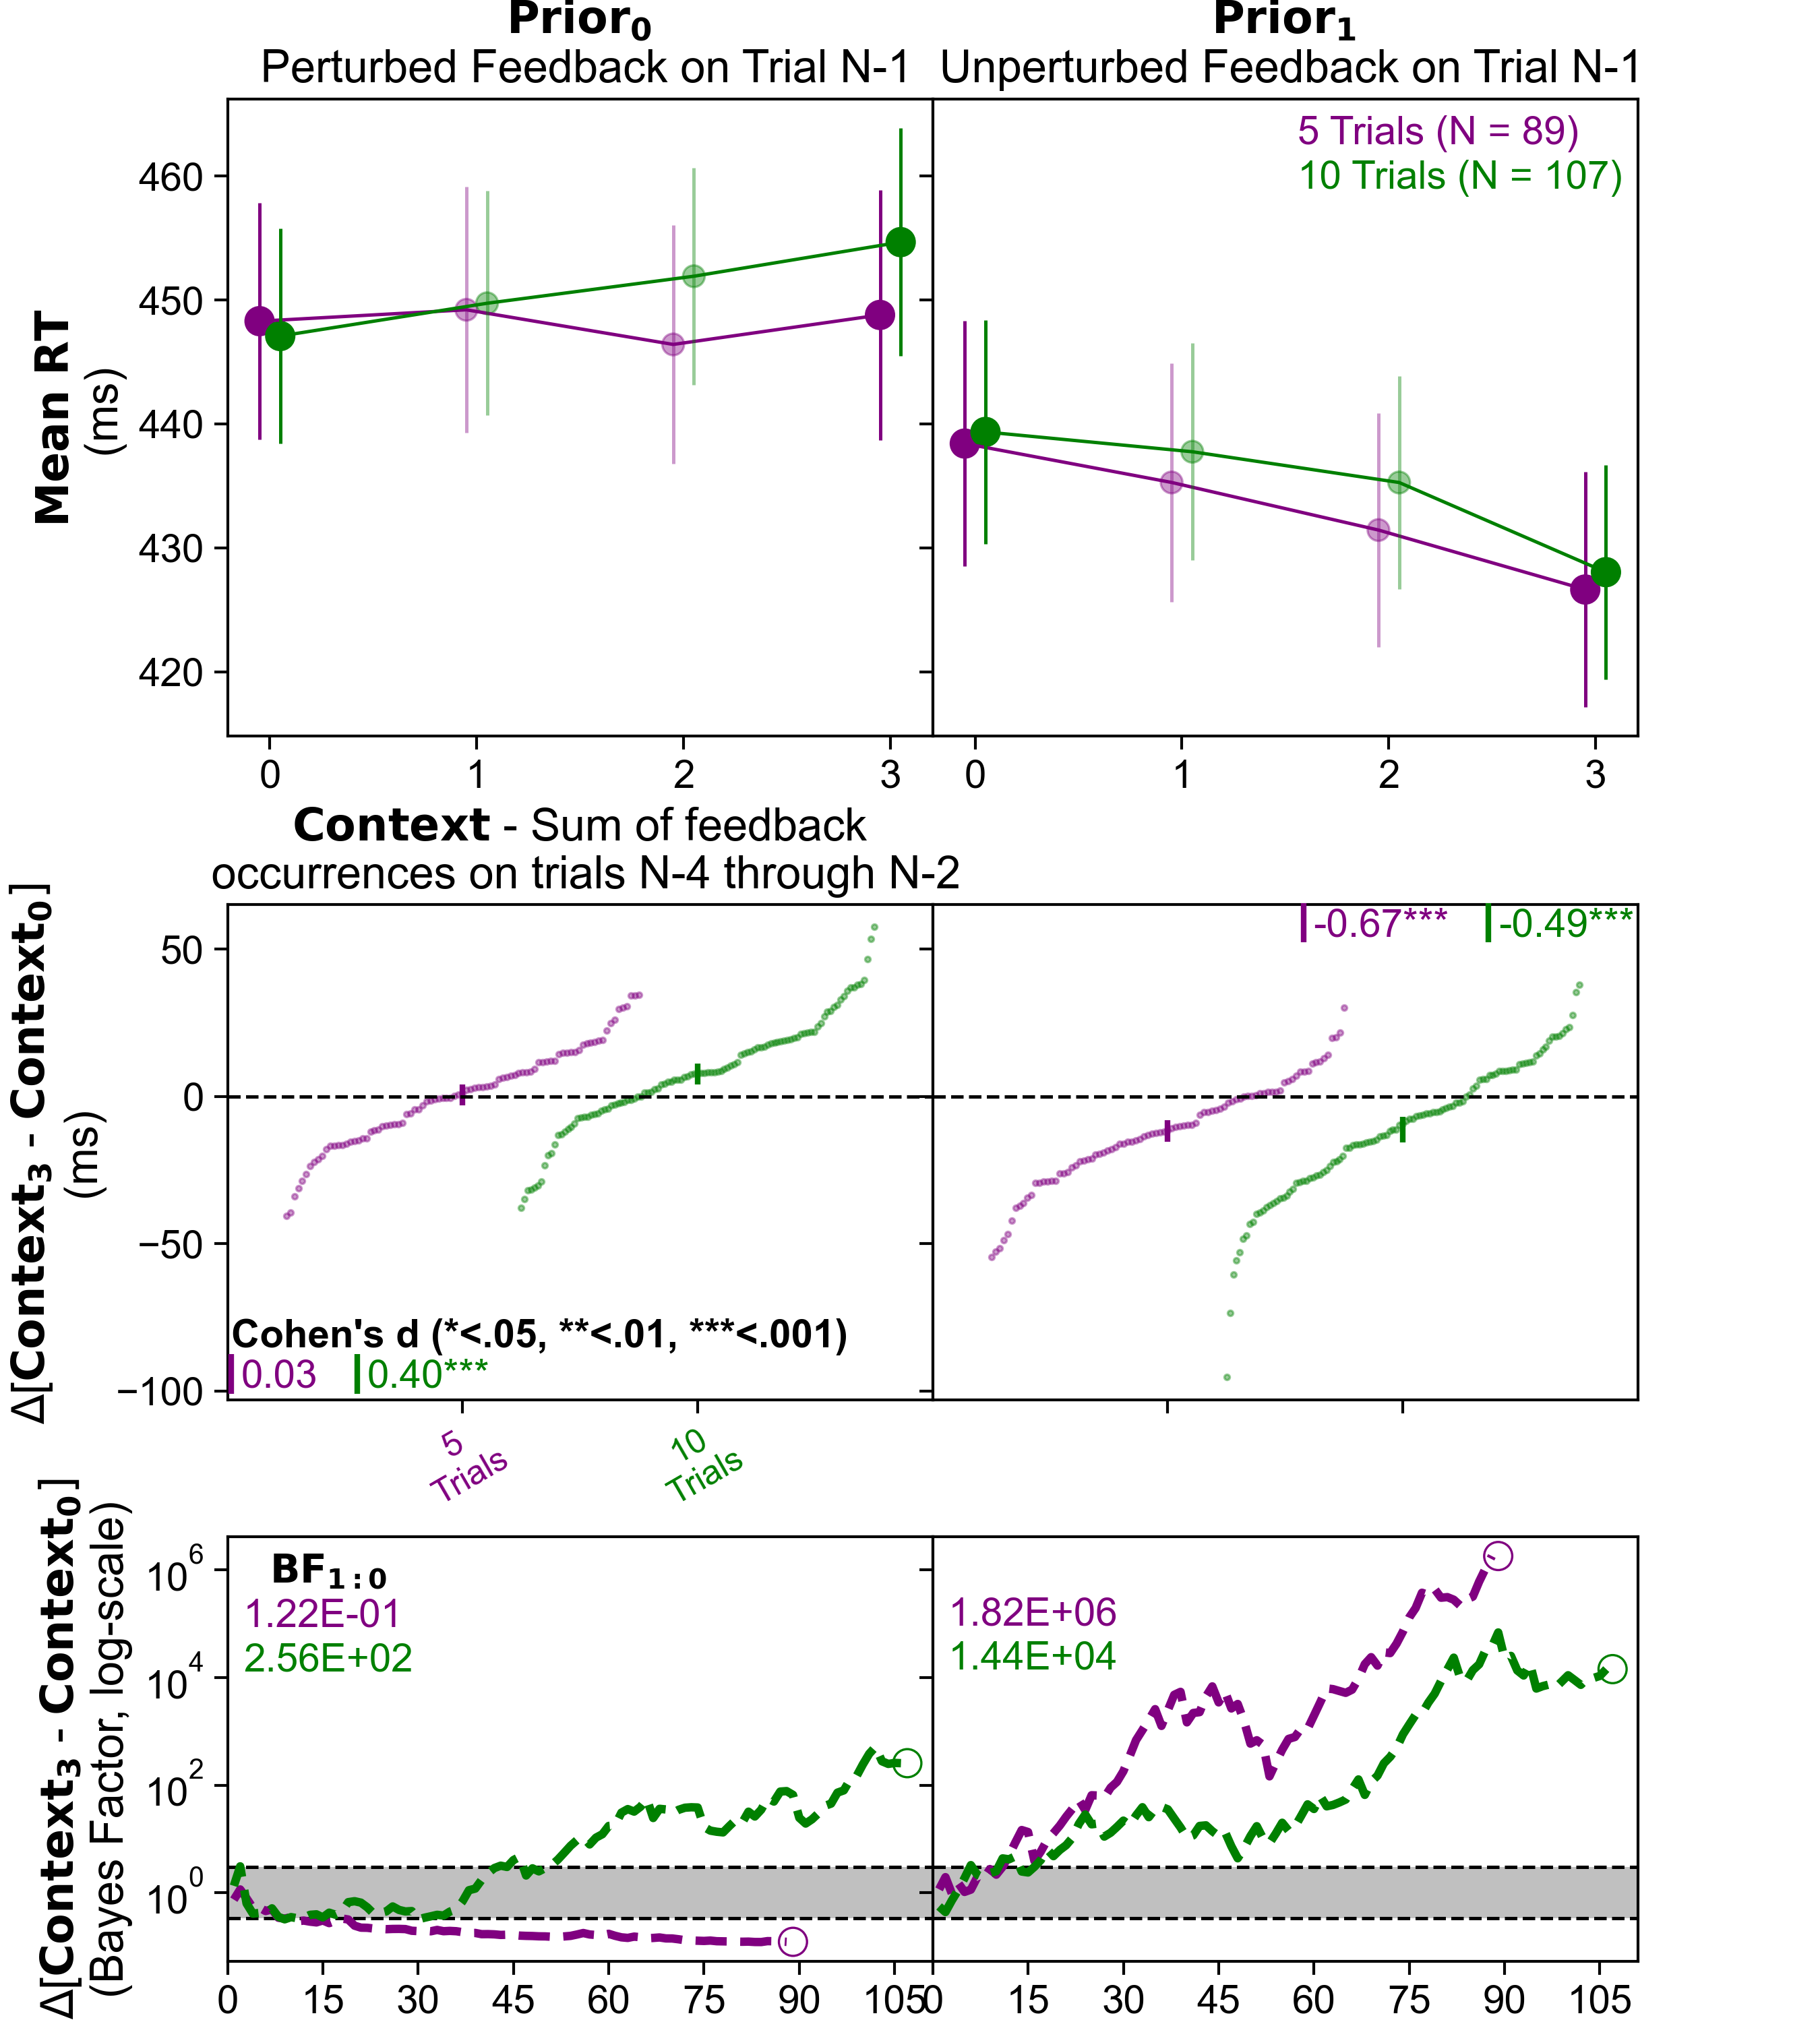 Prior0
Perturbed Feedback on Trial N-1
Prior1
Unperturbed Feedback on Trial N-1
Mean RT
(ms)
460
450
440
430
420
5 Trials (N = 89)
10 Trials (N = 107)
0 1 2 3
0 1 2 3
Context - Sum of feedback
occurrences on trials N-4 through N-2
Δ[Context3 - Context0]
(ms)
50
0
−50
−100
Cohen's d (*<.05, **<.01, ***<.001)
0.03 0.40***
-0.67*** -0.49***
5
Trials
10
Trials
Δ[Context3 - Context0]
(Bayes Factor, log-scale)
10^6
10^4
10^2
10^0
BF1:0
1.22E-01
2.56E+02
1.82E+06
1.44E+04
0 15 30 45 60 75 90 105
0 15 30 45 60 75 90 105